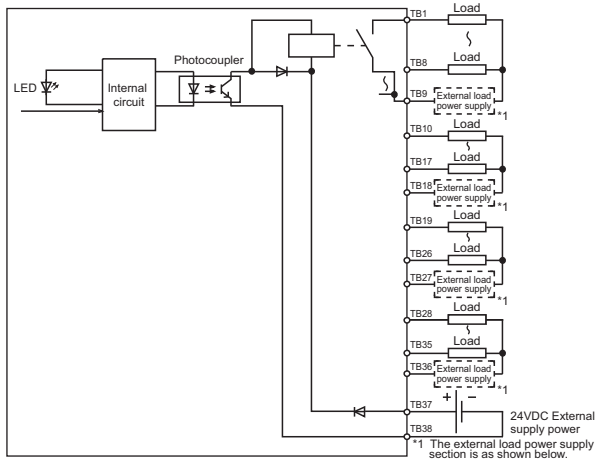 TB1
Load
TB8
Load
Photocoupler
LED
Internal
circuit
TB9
External load
power supply
*1
TB10
Load
TB17
Load
TB18
External load
power supply
*1
TB19
Load
TB26
Load
TB27
External load
power supply
*1
TB28
Load
TB35
Load
TB36
External load
power supply
*1
+
−
TB37
24VDC External
supply power
TB38
*1 The external load power supply
section is as shown below.